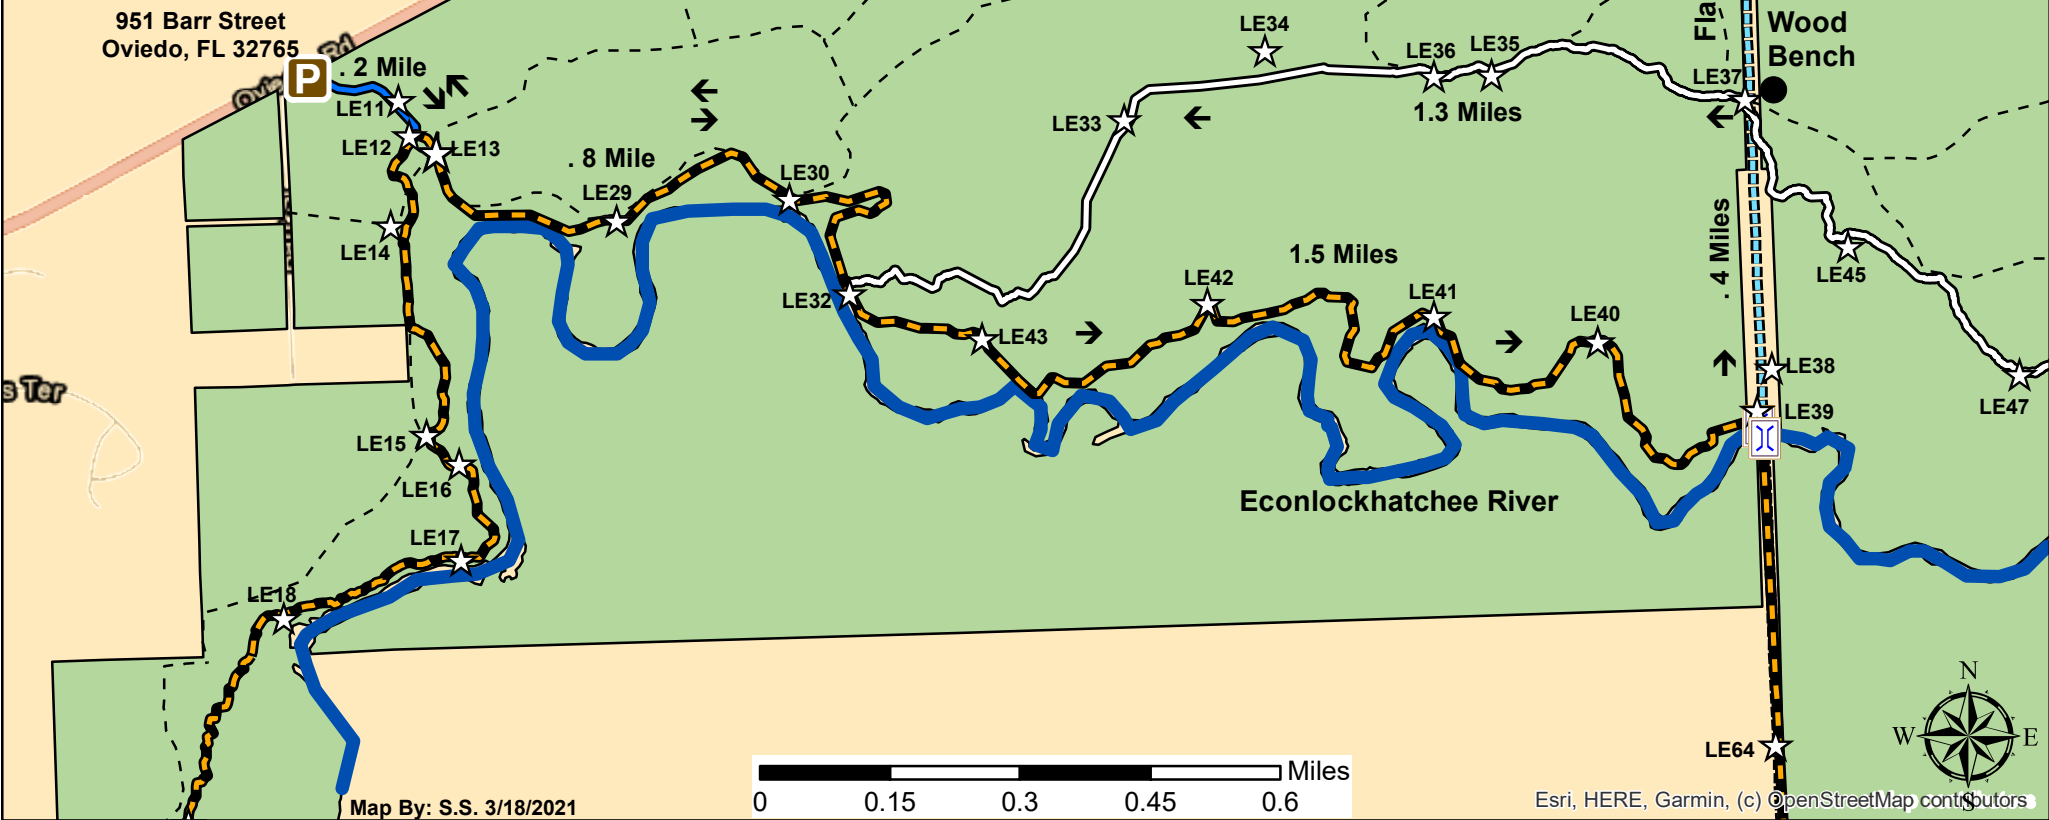 951 Barr Street
Oviedo, FL 32765
Rd
P
. 2 Mile
LE11
LE12
LE13
. 8 Mile
LE29
LE30
LE14
LE32
LE33
LE34
LE36
LE35
1.3 Miles
LE37
Fla
Wood
Bench
LE45
LE47
. 4 Miles
LE38
LE39
1.5 Miles
LE42
LE41
LE40
LE43
s Ter
LE15
LE16
LE17
LE18
Econlockhatchee River
LE64
N
W
E
S
Miles
0 0.15 0.3 0.45 0.6
Map By: S.S. 3/18/2021
Esri, HERE, Garmin, (c) OpenStreetMap contributors